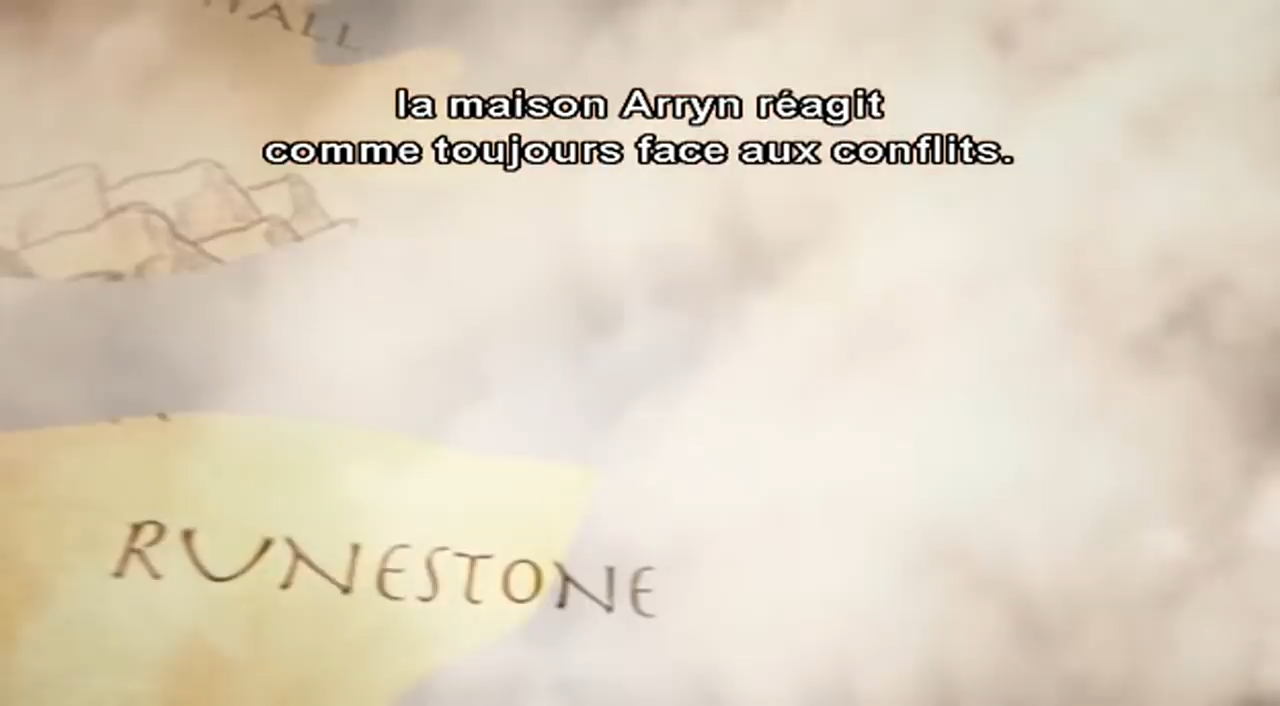 la maison Arryn réagit
comme toujours face aux conflits.
RUNESTONE